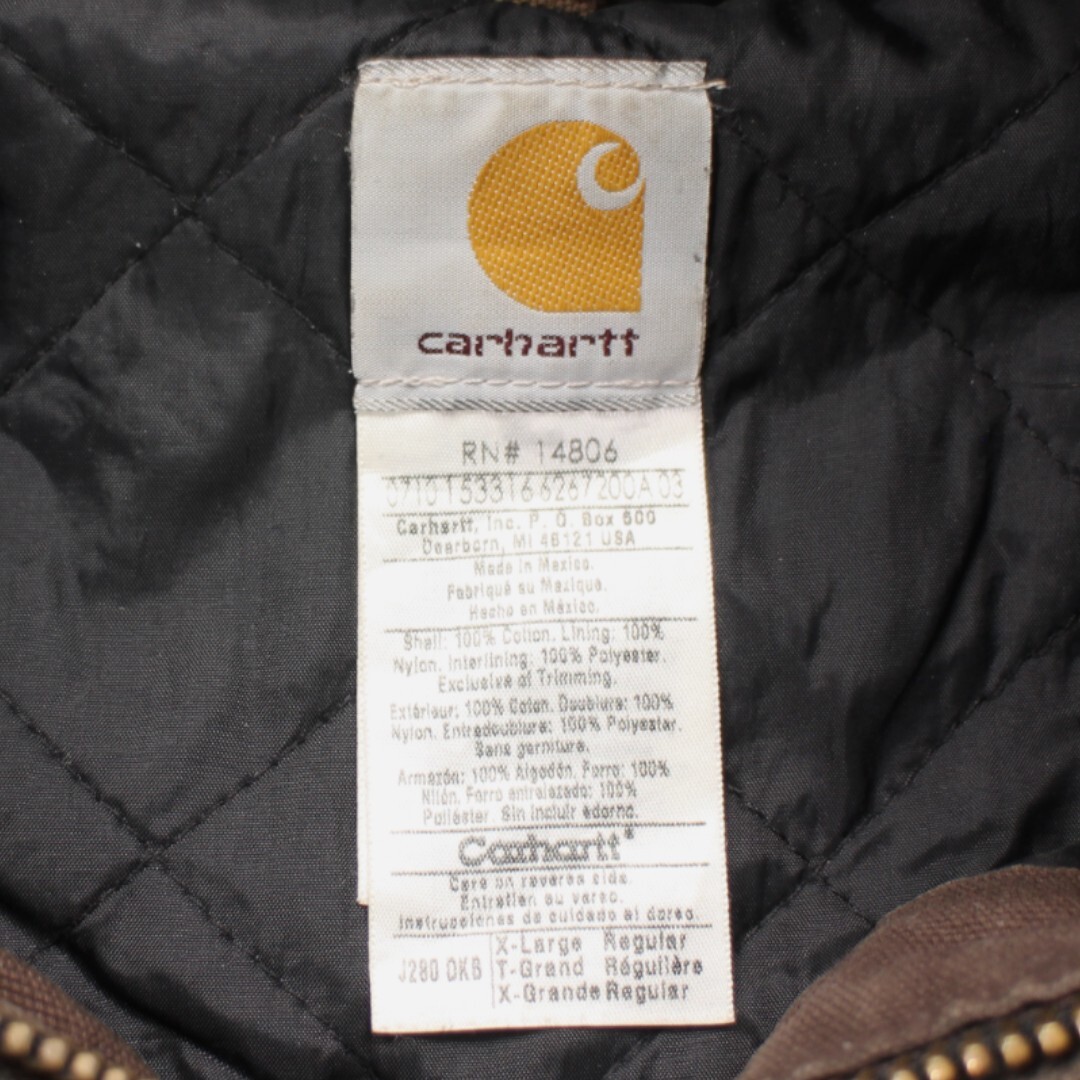 carhartt
RN# 14806
07101533166267200A 03
Carhartt, Inc. P. O. Box 600
Dearborn, MI 48121 USA
Made in Mexico.
Fabriqué au Mexique.
Hecho en México.
Shell: 100% Cotton. Lining: 100%
Nylon. Interlining: 100% Polyester.
Exclusive of Trimming.
Extérieur: 100% Coton. Doublure: 100%
Nylon. Entredoublure: 100% Polyester.
Sans garniture.
Armazón: 100% Algodón. Forro: 100%
Nilón. Forro entrelazado: 100%
Poliéster. Sin incluir adorno.
Carhartt®
Care on reverse side.
Entretien au verso.
Instrucciones de cuidado al dorso.
X-Large Regular
J280 DKB T-Grand Régulière
X-Grande Regular